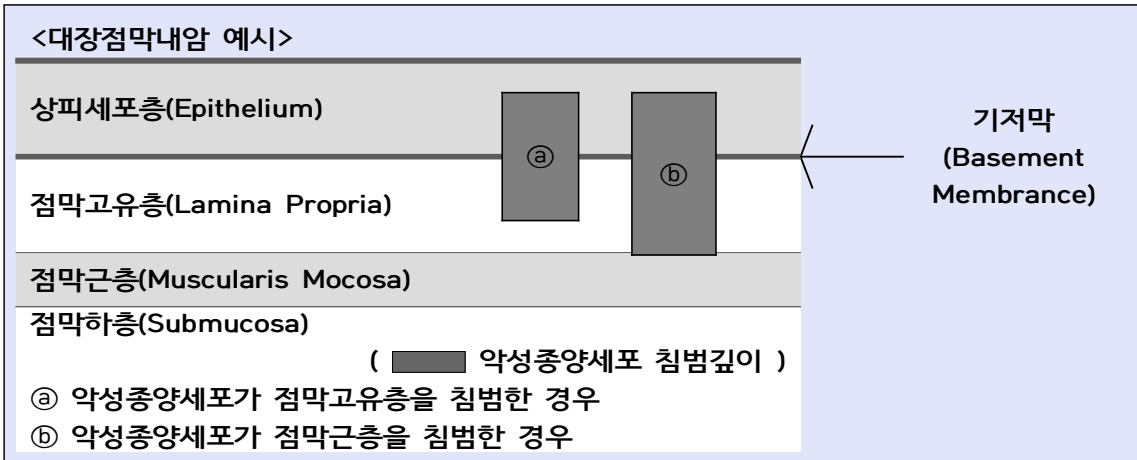 <대장점막내암 예시>
상피세포층(Epithelium)
ⓐ
ⓑ
기저막
(Basement
Membrance)
점막고유층(Lamina Propria)
점막근층(Muscularis Mocosa)
점막하층(Submucosa)
( 악성종양세포 침범깊이 )
ⓐ 악성종양세포가 점막고유층을 침범한 경우
ⓑ 악성종양세포가 점막근층을 침범한 경우